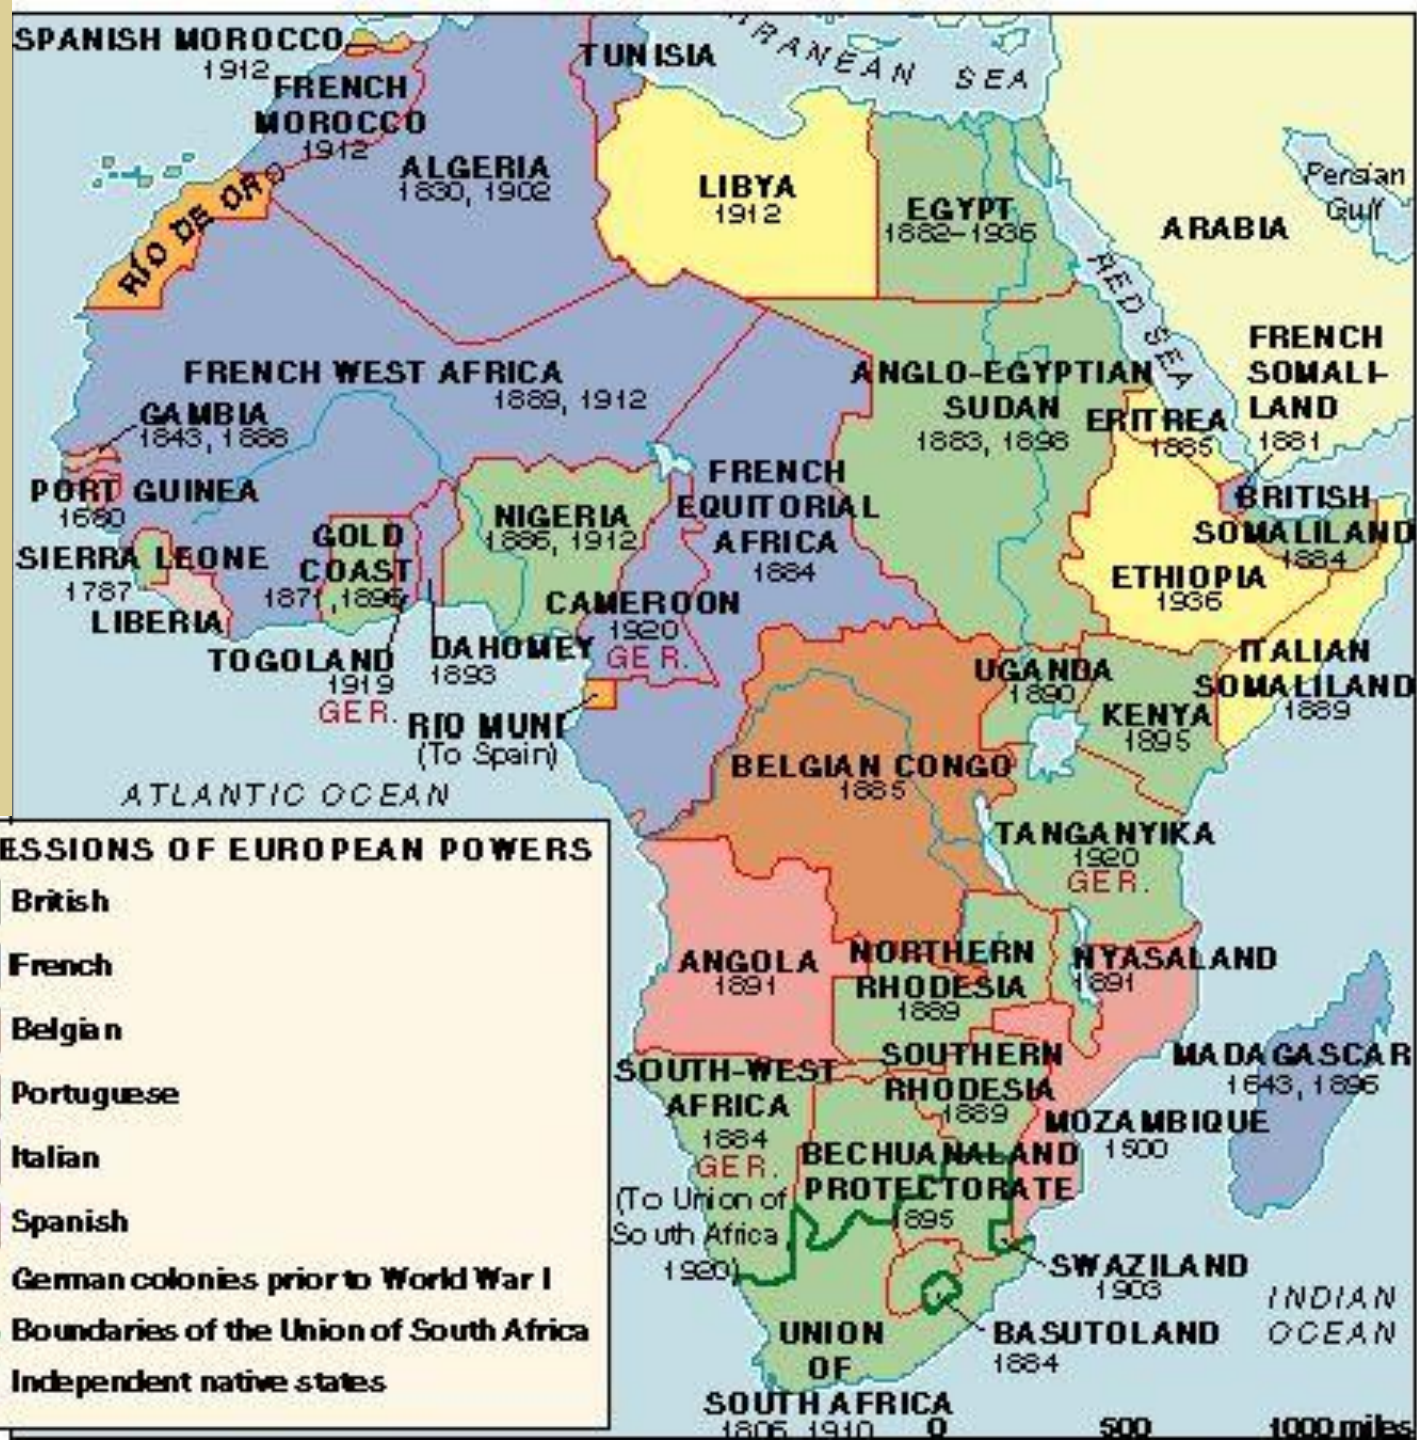 SPANISH MOROCCO
1912
FRENCH
MOROCCO
1912
TUNISIA
TRANEAN SEA
ALGERIA
1830, 1902
LIBYA
1912
EGYPT
1882-1936
Persian
Gulf
ARABIA
RÍO DE OR
RED SEA
FRENCH WEST AFRICA
1889, 1912
ANGLO-EGYPTIAN
SUDAN
1883, 1898
FRENCH
SOMALI-
LAND
1881
ERITREA
1885
GAMBIA
1843, 1888
PORT GUINEA
1680
SIERRA LEONE
1787
LIBERIA
GOLD
COAST
1871, 1896
NIGERIA
1886, 1912
FRENCH
EQUITORIAL
AFRICA
1884
BRITISH
SOMALILAND
1884
ETHIOPIA
1936
CAMEROON
1920
GER.
TOGOLAND
1919
GER.
DAHOMEY
1893
RIO MUNI
(To Spain)
UGANDA
1890
KENYA
1895
ITALIAN
SOMALILAND
1889
ATLANTIC OCEAN
BELGIAN CONGO
1885
TANGANYIKA
1920
GER.
ANGOLA
1891
NORTHERN
RHODESIA
1889
NYASALAND
1891
SOUTHERN
RHODESIA
1889
MADAGASCAR
1643, 1896
MOZAMBIQUE
1500
SOUTH-WEST
AFRICA
1884
GER.
(To Union of
South Africa
1920)
BECHUANALAND
PROTECTORATE
1895
SWAZILAND
1903
BASUTOLAND
1884
INDIAN
OCEAN
UNION
OF
SOUTH AFRICA
1806, 1910
0 500 1000 miles
ESSIONS OF EUROPEAN POWERS
British
French
Belgian
Portuguese
Italian
Spanish
German colonies prior to World War I
Boundaries of the Union of South Africa
Independent native states